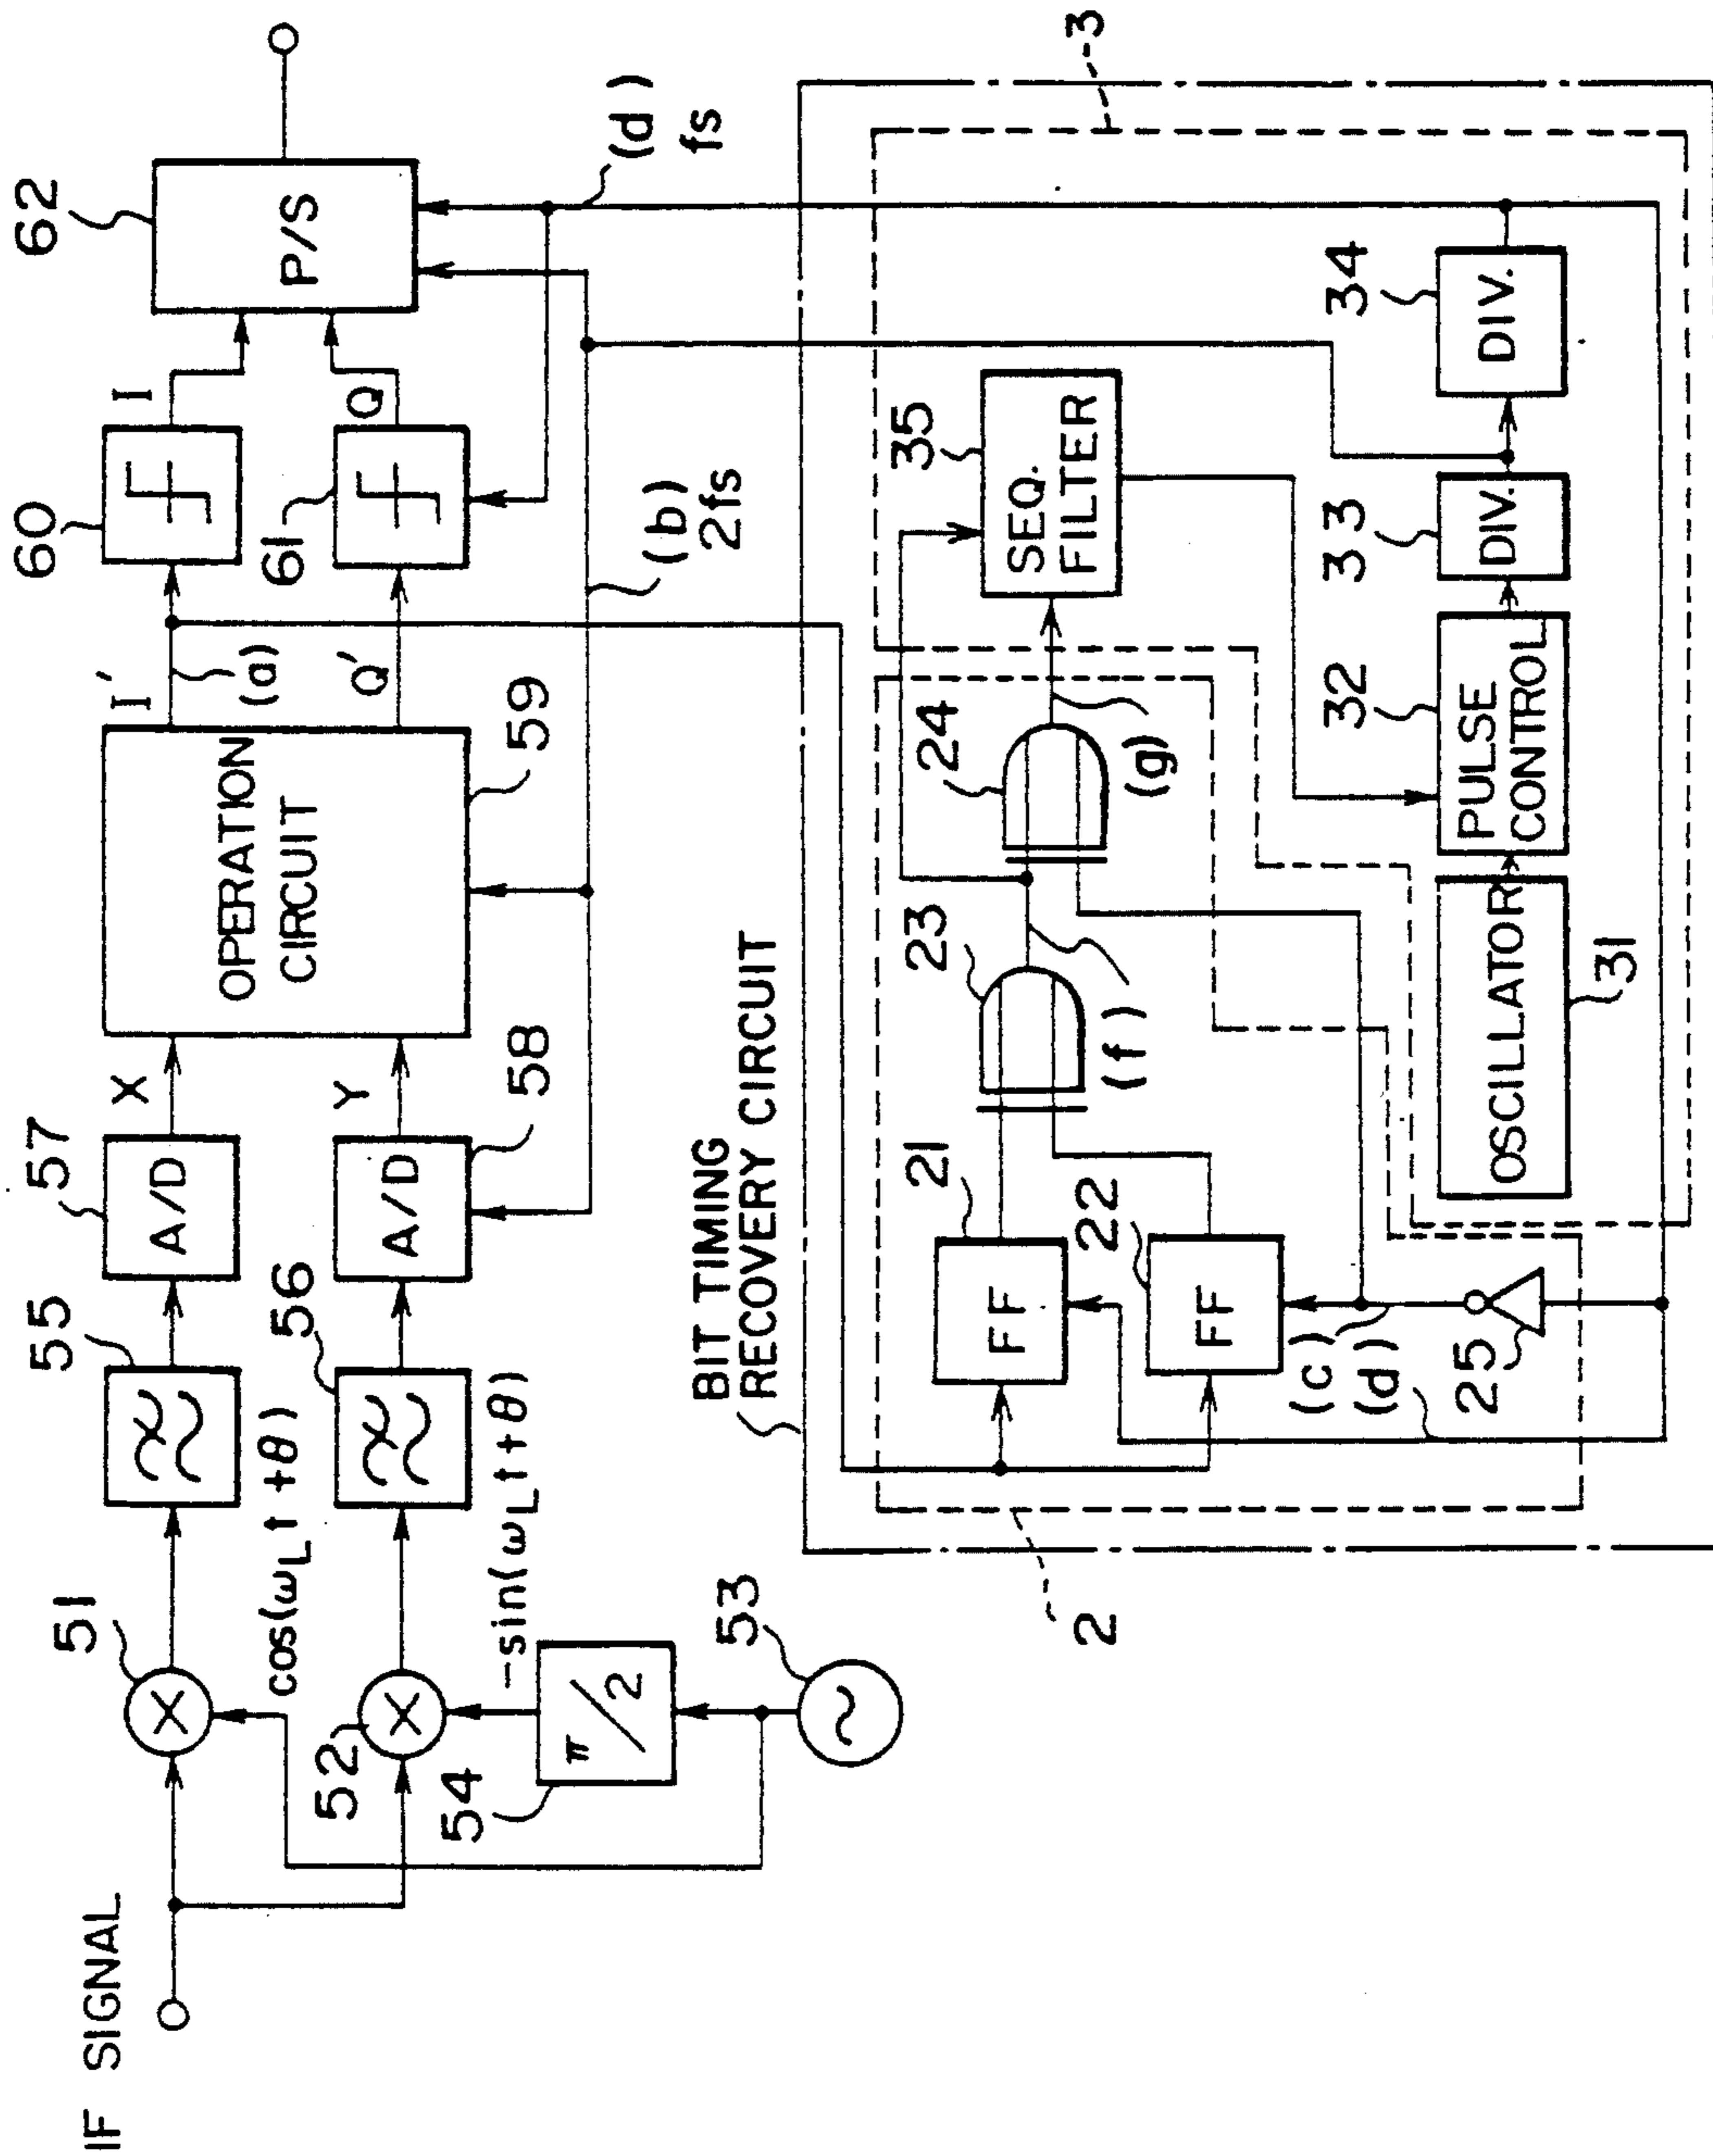 IF SIGNAL
51
cos(ωLt + θ)
52
-sin(ωLt + θ)
54
π/2
53
55
56
57
A/D
X
A/D
Y
58
OPERATION
CIRCUIT
59
I'
(a)
Q'
60
I
61
Q
62
P/S
(b)
2fs
(d)
fs
BIT TIMING
RECOVERY CIRCUIT
2
21
FF
22
FF
(c)
(d)
25
23
(f)
24
(g)
35
SEQ.
FILTER
3
OSCILLATOR
31
32
PULSE
CONTROL
33
DIV.
34
DIV.